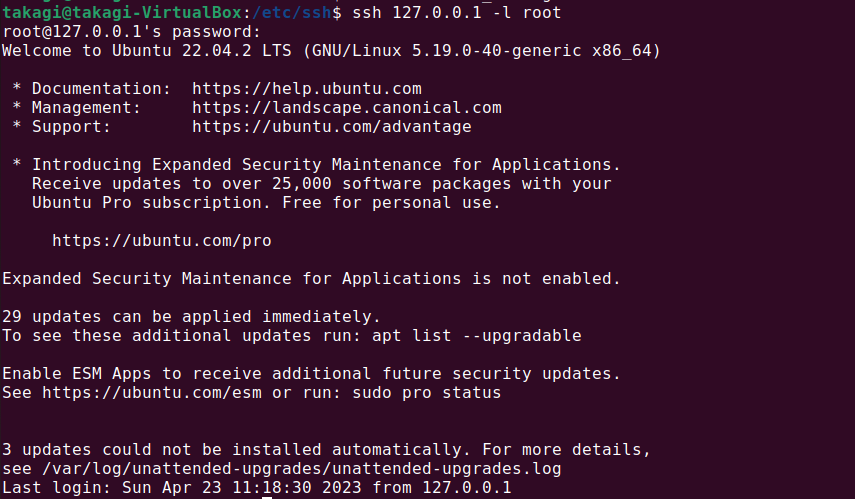 takagi@takagi-VirtualBox:/etc/ssh$ ssh 127.0.0.1 -l root
root@127.0.0.1's password:
Welcome to Ubuntu 22.04.2 LTS (GNU/Linux 5.19.0-40-generic x86_64)
* Documentation:  https://help.ubuntu.com
* Management:     https://landscape.canonical.com
* Support:        https://ubuntu.com/advantage
* Introducing Expanded Security Maintenance for Applications.
Receive updates to over 25,000 software packages with your
Ubuntu Pro subscription. Free for personal use.
https://ubuntu.com/pro
Expanded Security Maintenance for Applications is not enabled.
29 updates can be applied immediately.
To see these additional updates run: apt list --upgradable
Enable ESM Apps to receive additional future security updates.
See https://ubuntu.com/esm or run: sudo pro status
3 updates could not be installed automatically. For more details,
see /var/log/unattended-upgrades/unattended-upgrades.log
Last login: Sun Apr 23 11:18:30 2023 from 127.0.0.1